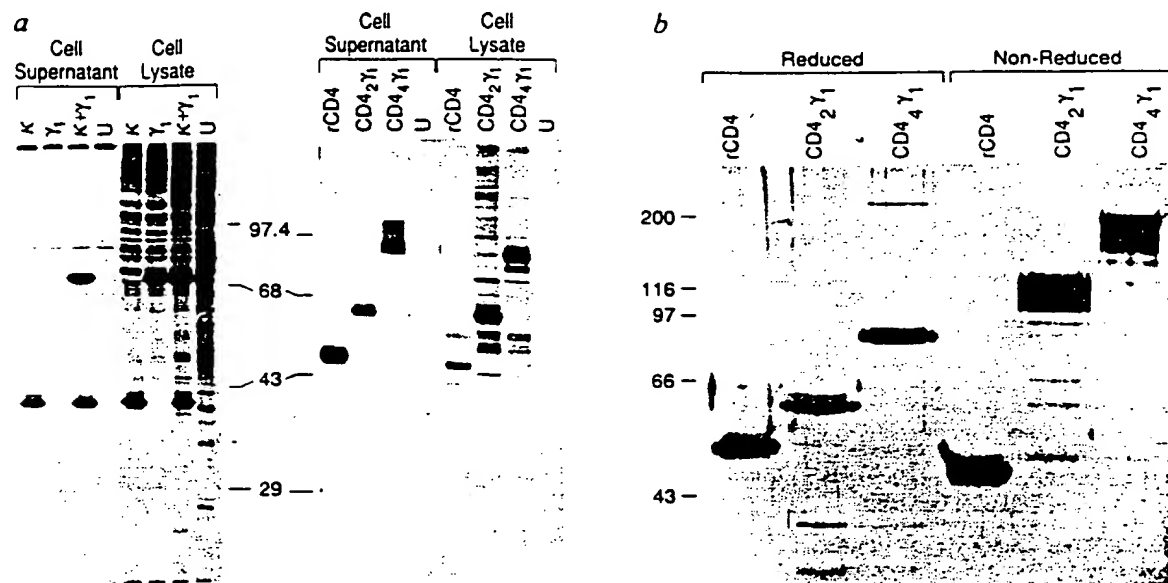 a
Cell Supernatant
Cell Lysate
κ
γ1
κ+γ1
U
κ
γ1
κ+γ1
U
97.4
68
43
29
Cell Supernatant
Cell Lysate
rCD4
CD4₂γ₁
CD4₄γ₁
U
rCD4
CD4₂γ₁
CD4₄γ₁
U
b
Reduced
Non-Reduced
rCD4
CD4₂γ₁
CD4₄γ₁
rCD4
CD4₂γ₁
CD4₄γ₁
200
116
97
66
43